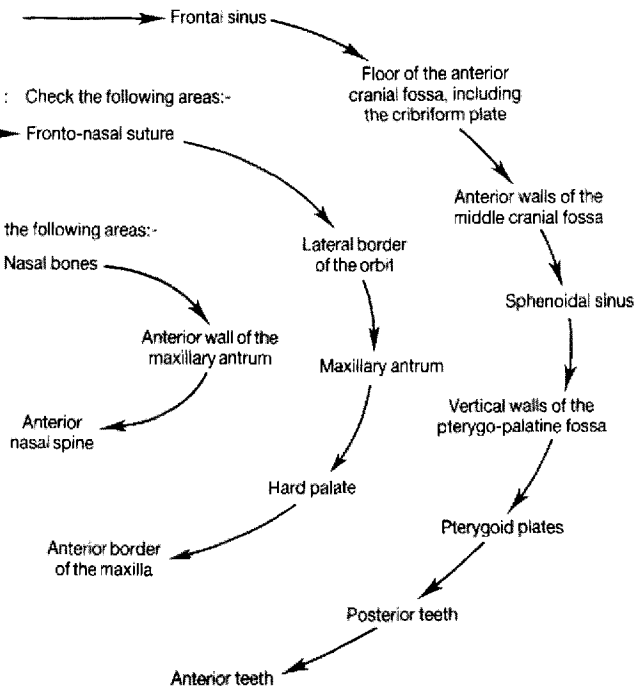 Frontal sinus
Floor of the anterior
cranial fossa, including
the cribriform plate
: Check the following areas:-
Fronto-nasal suture
Anterior walls of the
middle cranial fossa
the following areas:-
Nasal bones
Lateral border
of the orbit
Sphenoidal sinus
Anterior wall of the
maxillary antrum
Maxillary antrum
Vertical walls of the
pterygo-palatine fossa
Anterior
nasal spine
Hard palate
Pterygoid plates
Anterior border
of the maxilla
Posterior teeth
Anterior teeth